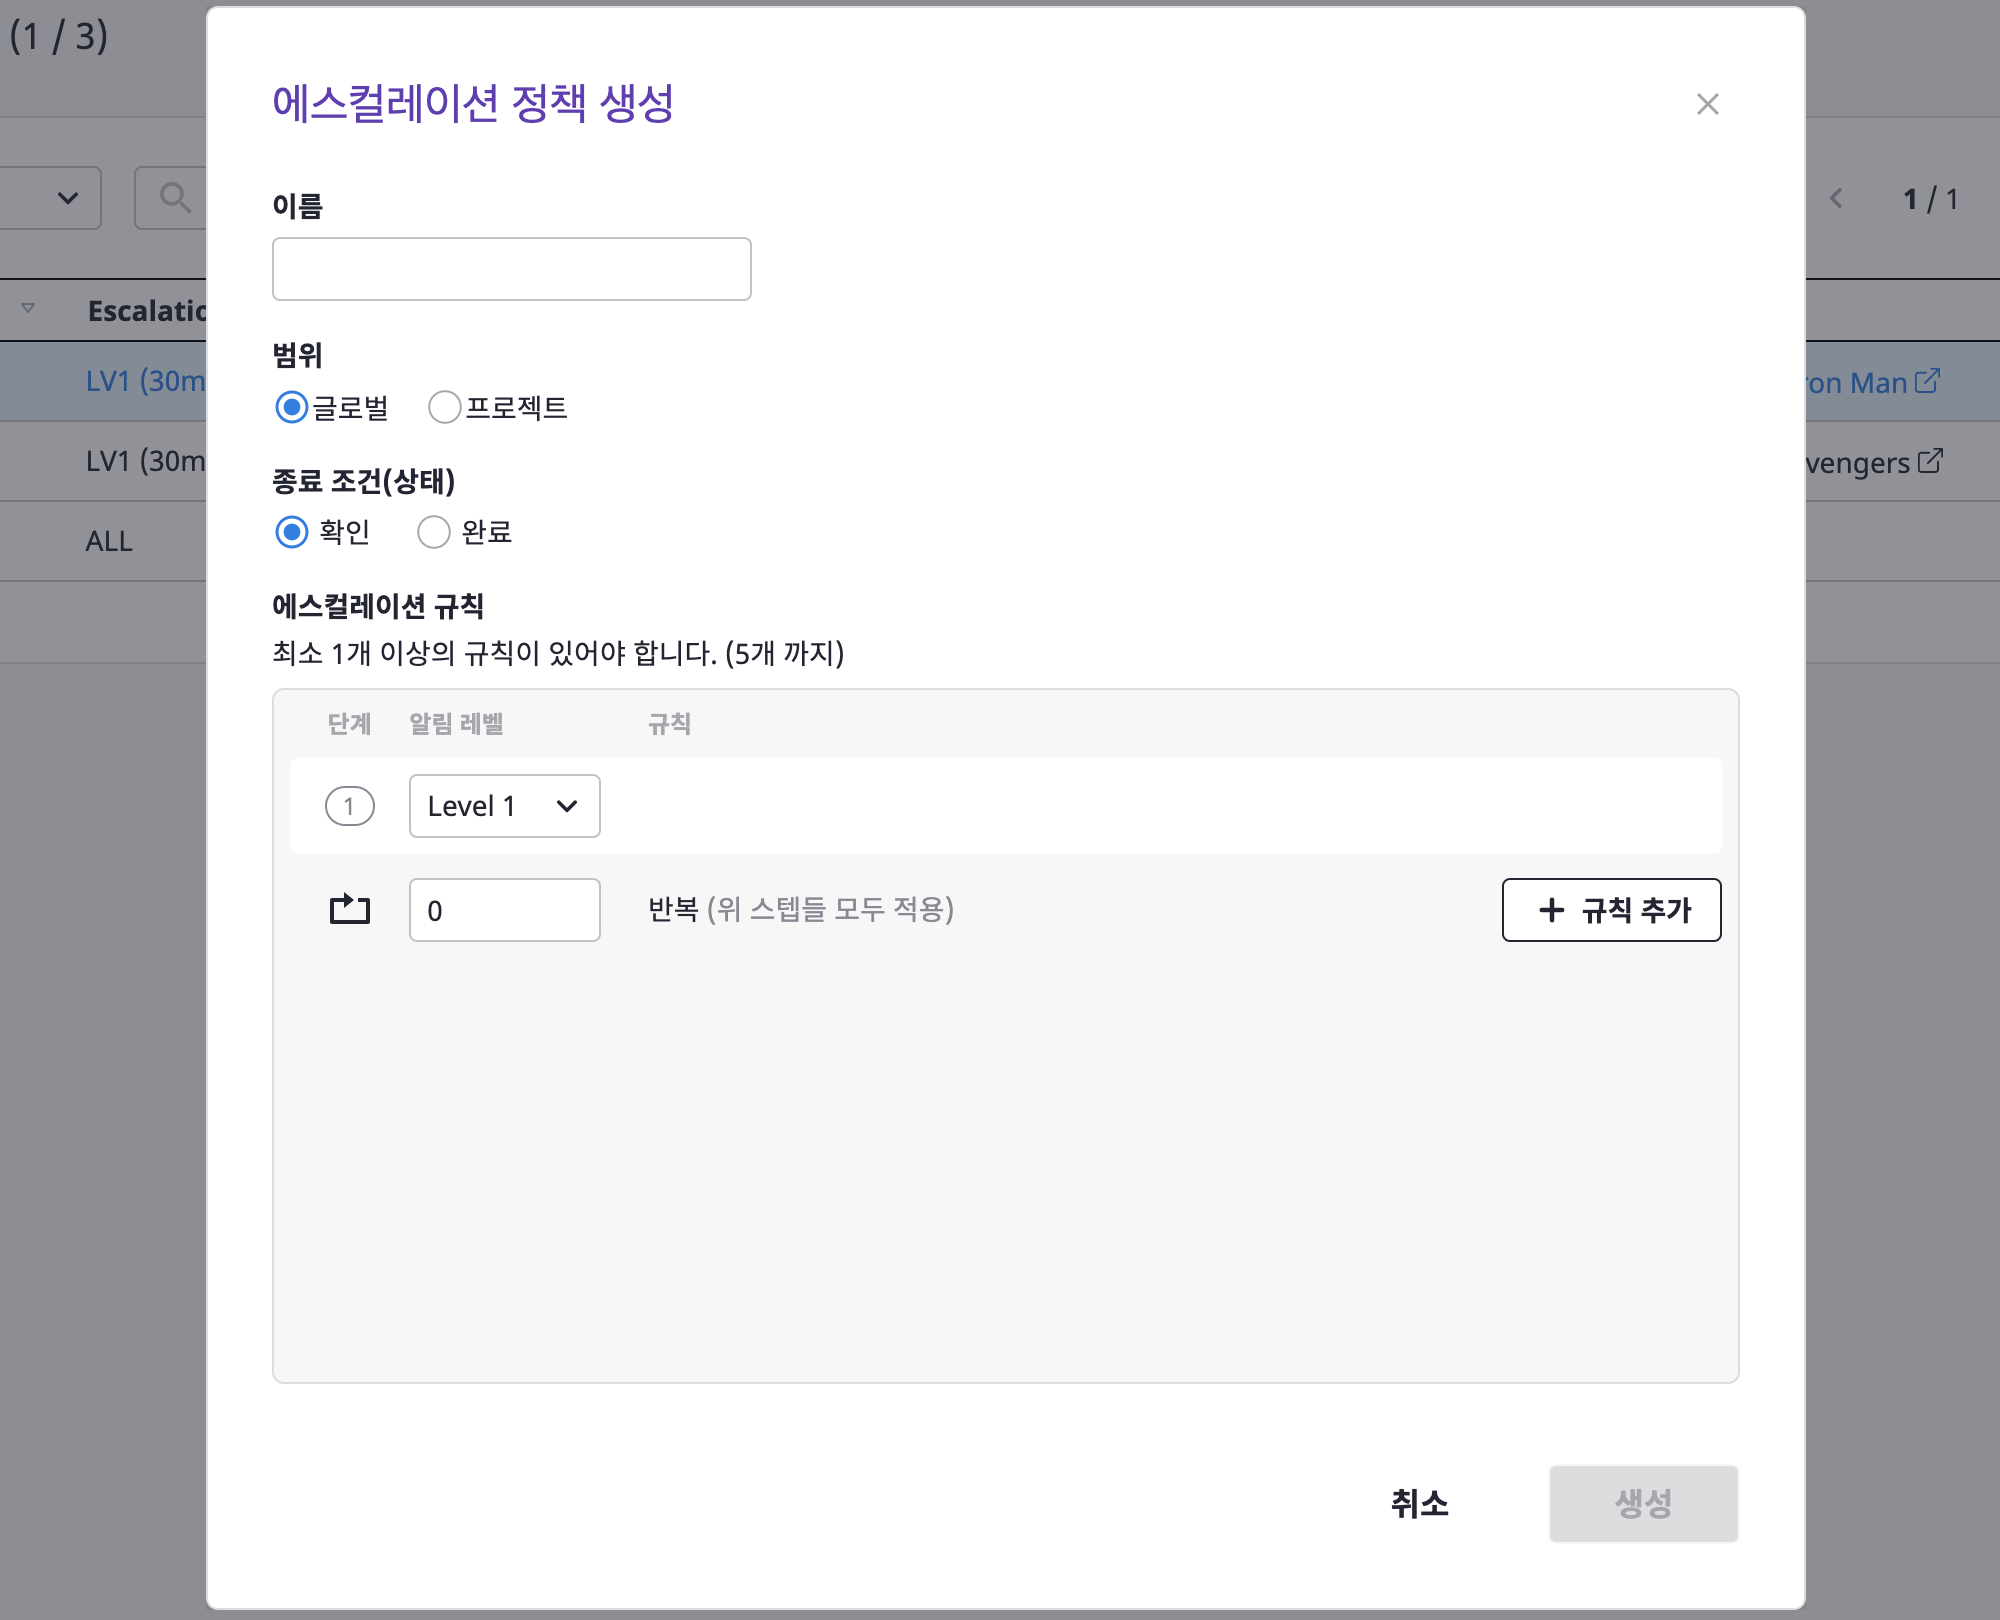 (1 / 3)
에스컬레이션 정책 생성
이름
1 / 1
Escalatio
범위
LV1 (30m
글로벌 프로젝트
ron Man
LV1 (30m
vengers
종료 조건(상태)
확인 완료
ALL
에스컬레이션 규칙
최소 1개 이상의 규칙이 있어야 합니다. (5개 까지)
단계 알림 레벨 규칙
1 Level 1
0 반복 (위 스텝들 모두 적용) + 규칙 추가
취소 생성